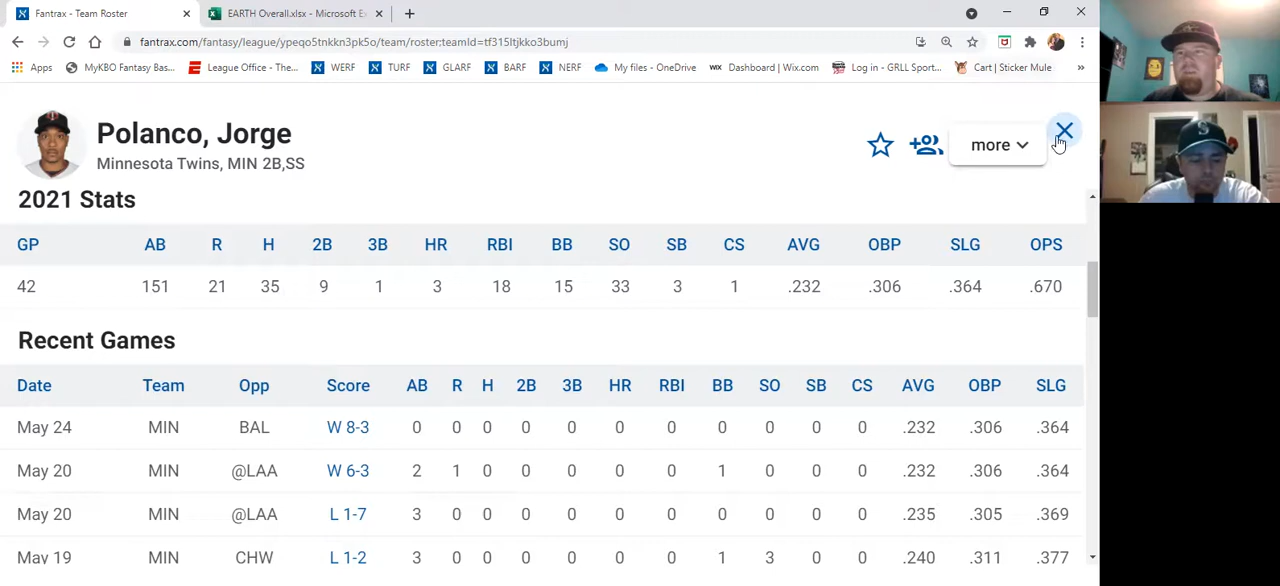 Fantrax - Team Roster
EARTH Overall.xlsx - Microsoft E
fantrax.com/fantasy/league/ypeqo5tnkkn3pk5o/team/roster;teamId=tf315ltjkko3bumj
Apps MyKBO Fantasy Bas... League Office - The... WERF TURF GLARF BARF NERF My files - OneDrive WIX Dashboard | Wix.com Log in - GRLL Sport... Cart | Sticker Mule »
Polanco, Jorge
Minnesota Twins, MIN 2B,SS
more
2021 Stats
GP AB R H 2B 3B HR RBI BB SO SB CS AVG OBP SLG OPS
42 151 21 35 9 1 3 18 15 33 3 1 .232 .306 .364 .670
Recent Games
Date Team Opp Score AB R H 2B 3B HR RBI BB SO SB CS AVG OBP SLG
May 24 MIN BAL W 8-3 0 0 0 0 0 0 0 0 0 0 0 .232 .306 .364
May 20 MIN @LAA W 6-3 2 1 0 0 0 0 0 1 0 0 0 .232 .306 .364
May 20 MIN @LAA L 1-7 3 0 0 0 0 0 0 0 0 0 0 .235 .305 .369
May 19 MIN CHW L 1-2 3 0 0 0 0 0 0 1 3 0 0 .240 .311 .377